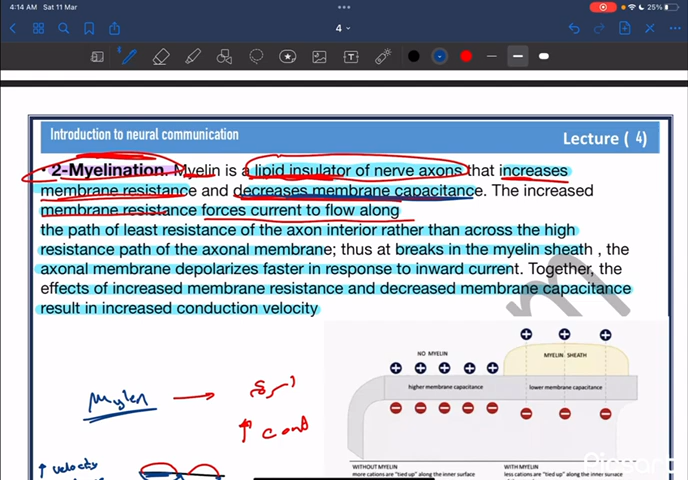 4:14 AM Sat 11 Mar
25%
4
Introduction to neural communication
Lecture ( 4)
• 2-Myelination. Myelin is a lipid insulator of nerve axons that increases
membrane resistance and decreases membrane capacitance. The increased
membrane resistance forces current to flow along
the path of least resistance of the axon interior rather than across the high
resistance path of the axonal membrane; thus at breaks in the myelin sheath , the
axonal membrane depolarizes faster in response to inward current. Together, the
effects of increased membrane resistance and decreased membrane capacitance
result in increased conduction velocity
NO MYELIN
MYELIN SHEATH
higher membrane capacitance
lower membrane capacitance
Mylen →
↑ cond
↑ velocity
WITHOUT MYELIN
more cations are "tied up" along the inner surface
WITH MYELIN
less cations are "tied up" along the inner surface
Picsart